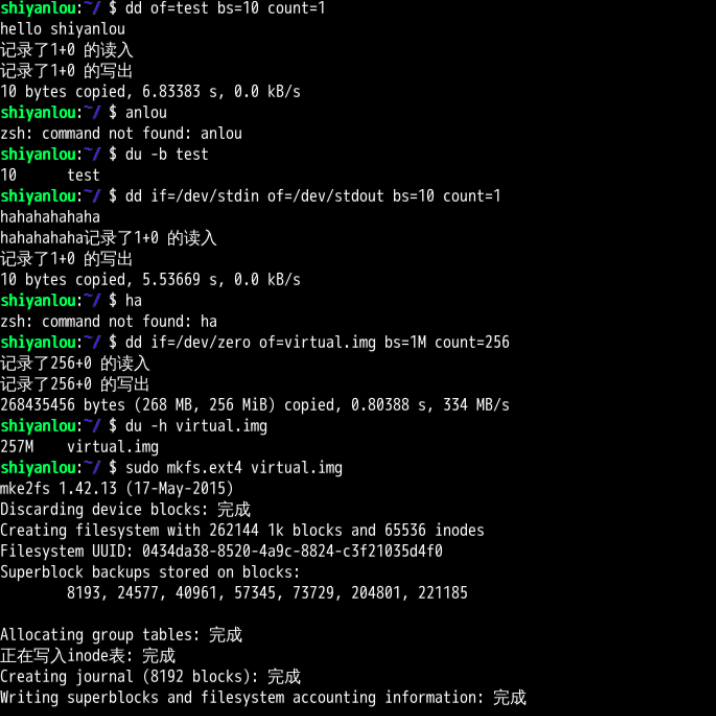 shiyanlou:~/ $ dd of=test bs=10 count=1
hello shiyanlou
记录了1+0 的读入
记录了1+0 的写出
10 bytes copied, 6.83383 s, 0.0 kB/s
shiyanlou:~/ $ anlou
zsh: command not found: anlou
shiyanlou:~/ $ du -b test
10      test
shiyanlou:~/ $ dd if=/dev/stdin of=/dev/stdout bs=10 count=1
hahahahahaha
hahahahaha记录了1+0 的读入
记录了1+0 的写出
10 bytes copied, 5.53669 s, 0.0 kB/s
shiyanlou:~/ $ ha
zsh: command not found: ha
shiyanlou:~/ $ dd if=/dev/zero of=virtual.img bs=1M count=256
记录了256+0 的读入
记录了256+0 的写出
268435456 bytes (268 MB, 256 MiB) copied, 0.80388 s, 334 MB/s
shiyanlou:~/ $ du -h virtual.img
257M    virtual.img
shiyanlou:~/ $ sudo mkfs.ext4 virtual.img
mke2fs 1.42.13 (17-May-2015)
Discarding device blocks: 完成
Creating filesystem with 262144 1k blocks and 65536 inodes
Filesystem UUID: 0434da38-8520-4a9c-8824-c3f21035d4f0
Superblock backups stored on blocks:
        8193, 24577, 40961, 57345, 73729, 204801, 221185
Allocating group tables: 完成
正在写入inode表: 完成
Creating journal (8192 blocks): 完成
Writing superblocks and filesystem accounting information: 完成